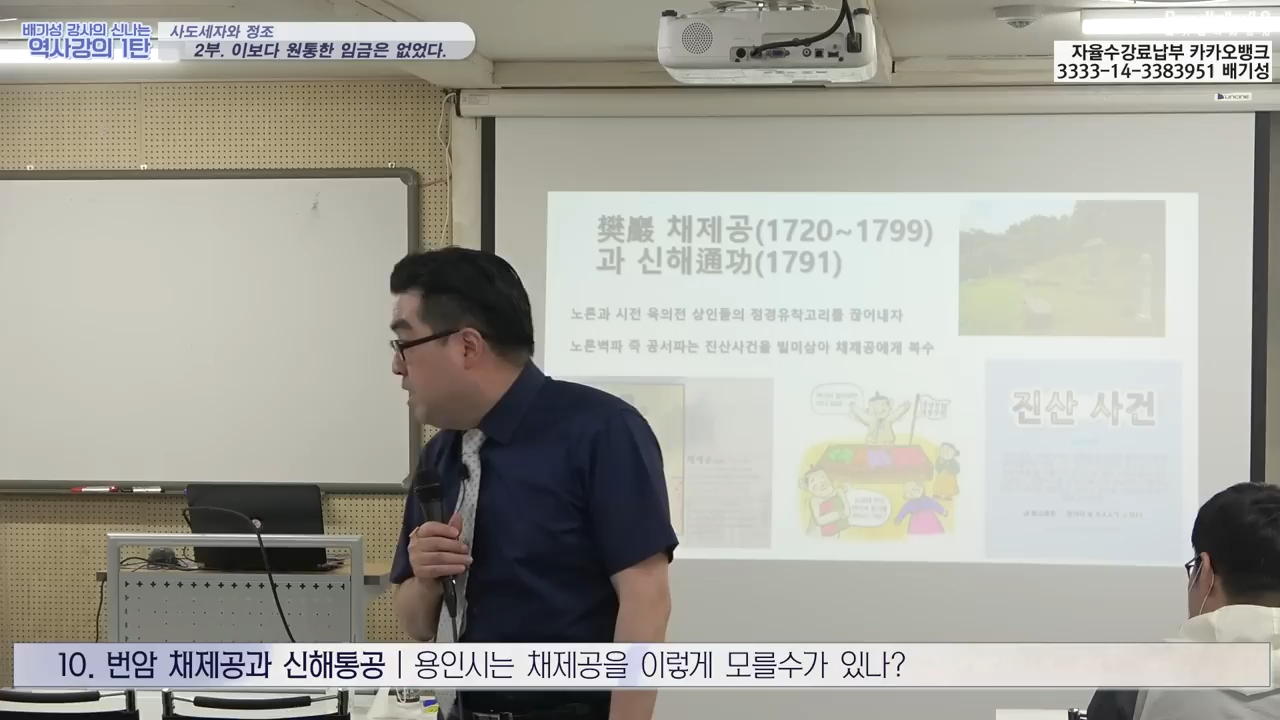 배기성 강사의 신나는
역사강의 1탄
사도세자와 정조
2부. 이보다 원통한 임금은 없었다.
자율수강료납부 카카오뱅크
3333-14-3383951 배기성
樊巖 채제공(1720~1799)
과 신해通功(1791)
노론과 시전 육의전 상인들의 정경유착고리를 끊어내자
노론벽파 즉 공서파는 진산사건을 빌미삼아 채제공에게 복수
진산 사건
10. 번암 채제공과 신해통공 | 용인시는 채제공을 이렇게 모를수가 있나?